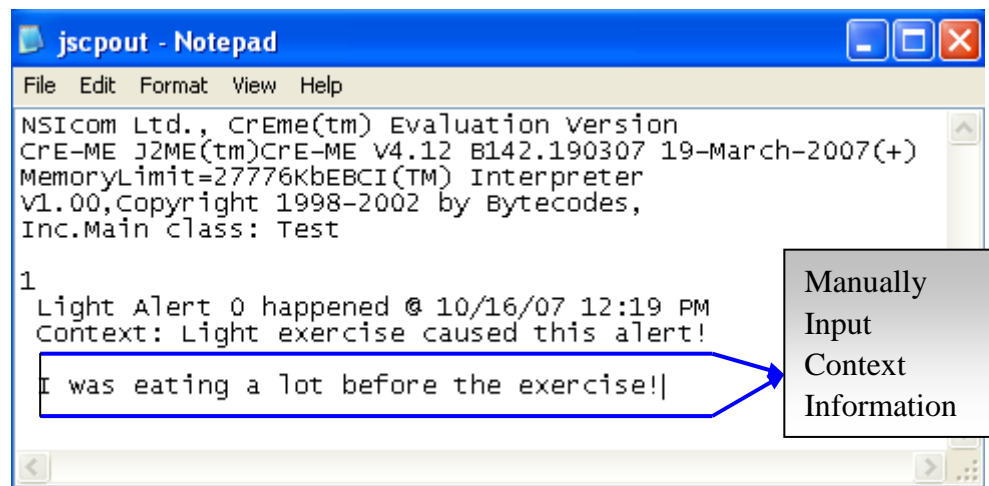 jscpout - Notepad
File Edit Format View Help
NSIcom Ltd., CrEme(tm) Evaluation Version
CrE-ME J2ME(tm)CrE-ME V4.12 B142.190307 19-March-2007(+)
MemoryLimit=27776KbEBCI(TM) Interpreter
v1.00,Copyright 1998-2002 by Bytecodes,
Inc.Main class: Test
1
Light Alert 0 happened @ 10/16/07 12:19 PM
Context: Light exercise caused this alert!
I was eating a lot before the exercise!
Manually
Input
Context
Information